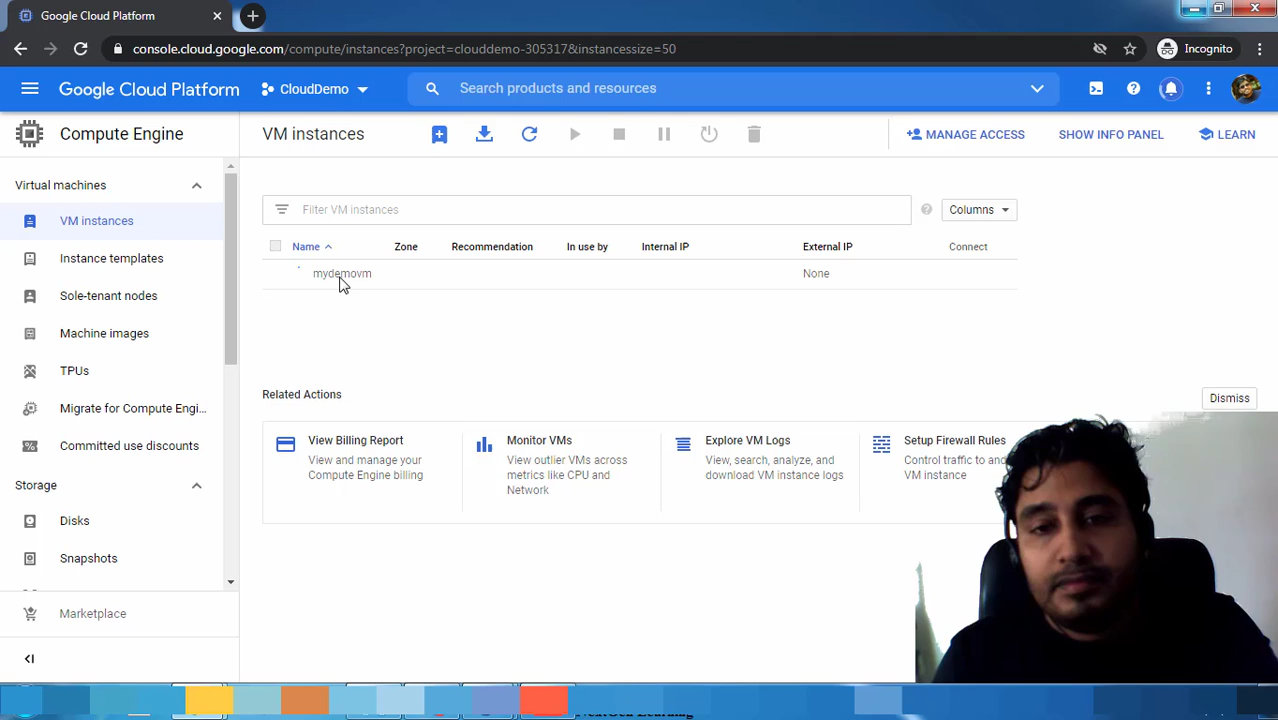 Google Cloud Platform
console.cloud.google.com/compute/instances?project=clouddemo-305317&instancessize=50
Incognito
Google Cloud Platform
CloudDemo
Search products and resources
Compute Engine
VM instances
MANAGE ACCESS
SHOW INFO PANEL
LEARN
Virtual machines
VM instances
Instance templates
Sole-tenant nodes
Machine images
TPUs
Migrate for Compute Engi...
Committed use discounts
Storage
Disks
Snapshots
Marketplace
Filter VM instances
Columns
Name
Zone
Recommendation
In use by
Internal IP
External IP
Connect
mydemovm
None
Related Actions
Dismiss
View Billing Report
View and manage your
Compute Engine billing
Monitor VMs
View outlier VMs across
metrics like CPU and
Network
Explore VM Logs
View, search, analyze, and
download VM instance logs
Setup Firewall Rules
Control traffic to and
VM instance
NextGen Learning